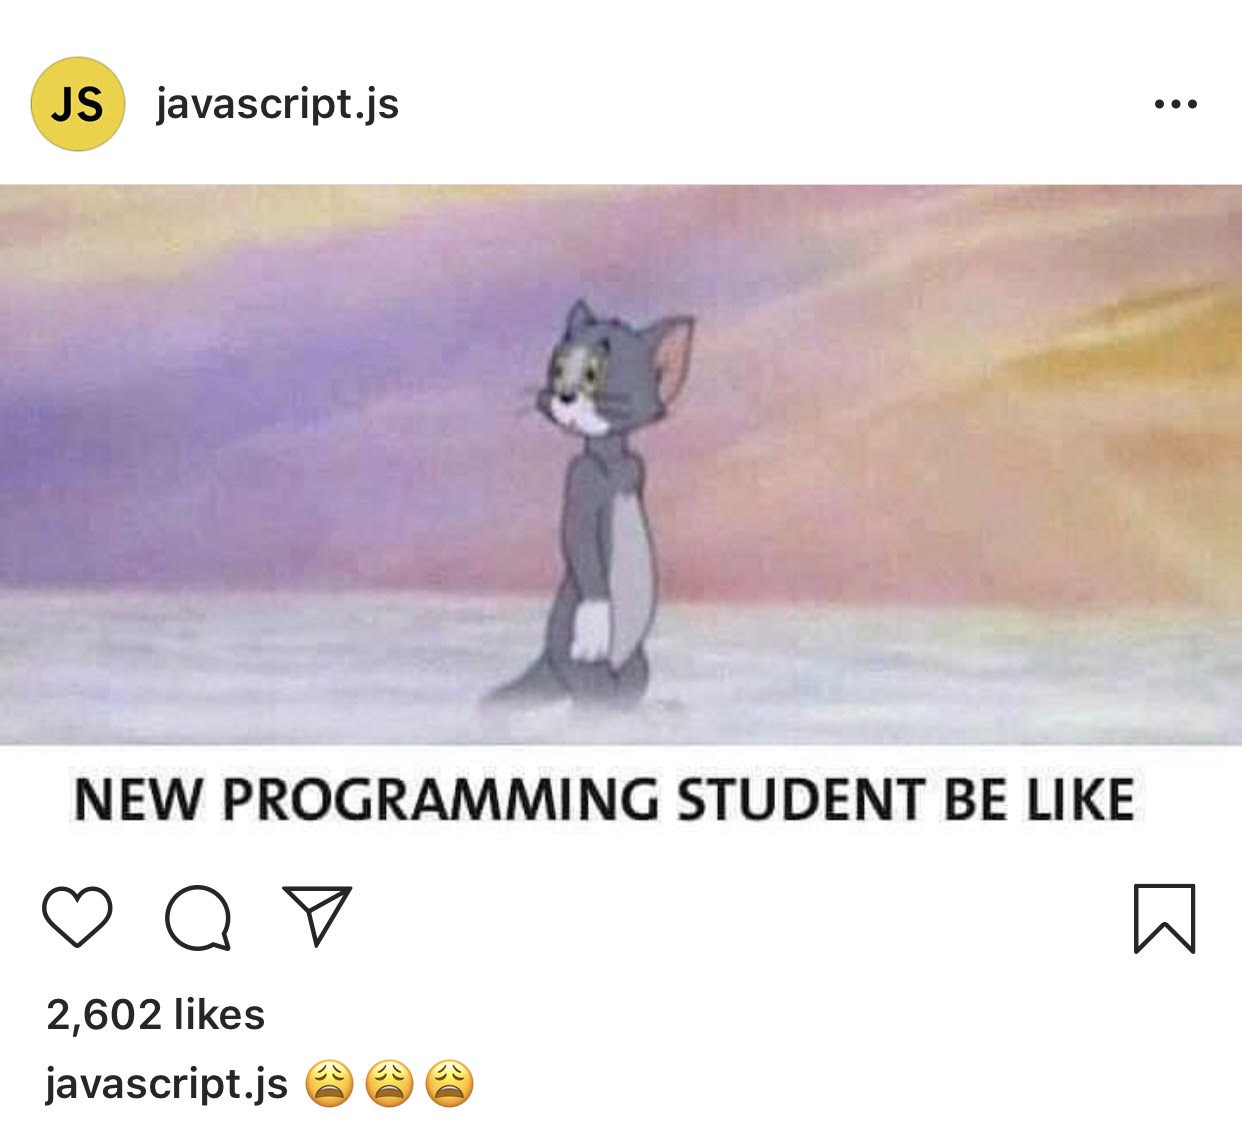 JS javascript.js
NEW PROGRAMMING STUDENT BE LIKE
2,602 likes
javascript.js 😩😩😩